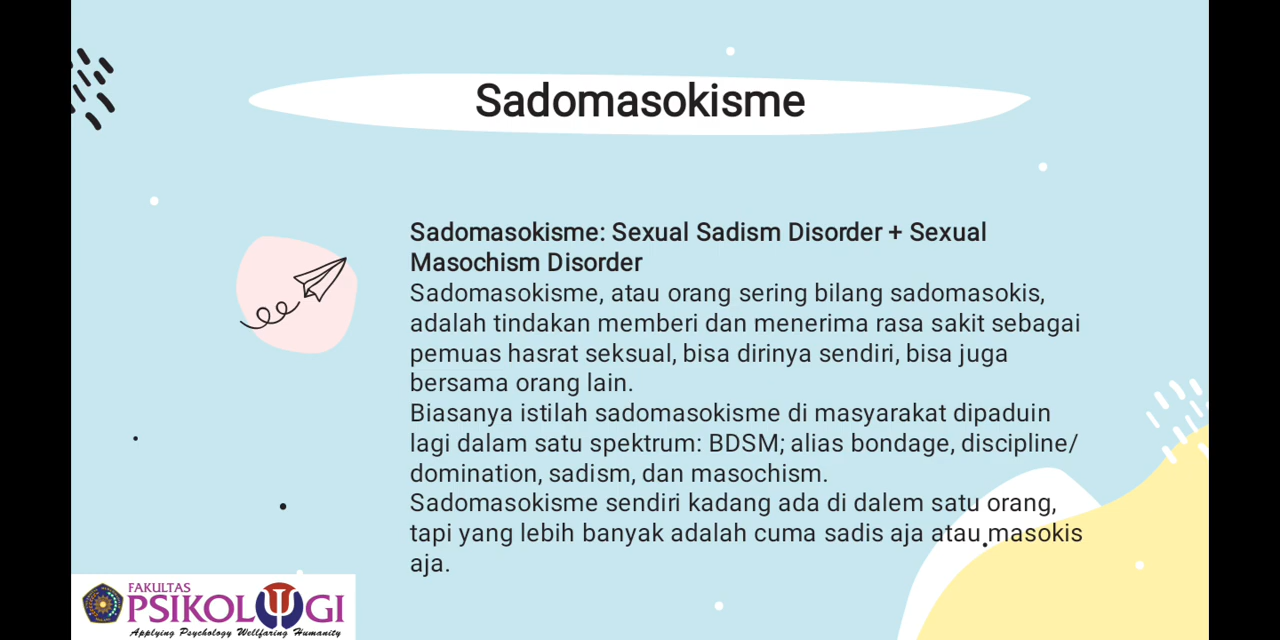 Sadomasokisme
Sadomasokisme: Sexual Sadism Disorder + Sexual
Masochism Disorder
Sadomasokisme, atau orang sering bilang sadomasokis,
adalah tindakan memberi dan menerima rasa sakit sebagai
pemuas hasrat seksual, bisa dirinya sendiri, bisa juga
bersama orang lain.
Biasanya istilah sadomasokisme di masyarakat dipaduin
lagi dalam satu spektrum: BDSM; alias bondage, discipline/
domination, sadism, dan masochism.
Sadomasokisme sendiri kadang ada di dalem satu orang,
tapi yang lebih banyak adalah cuma sadis aja atau masokis
aja.
FAKULTAS
PSIKOLOGI
Applying Psychology Wellfaring Humanity